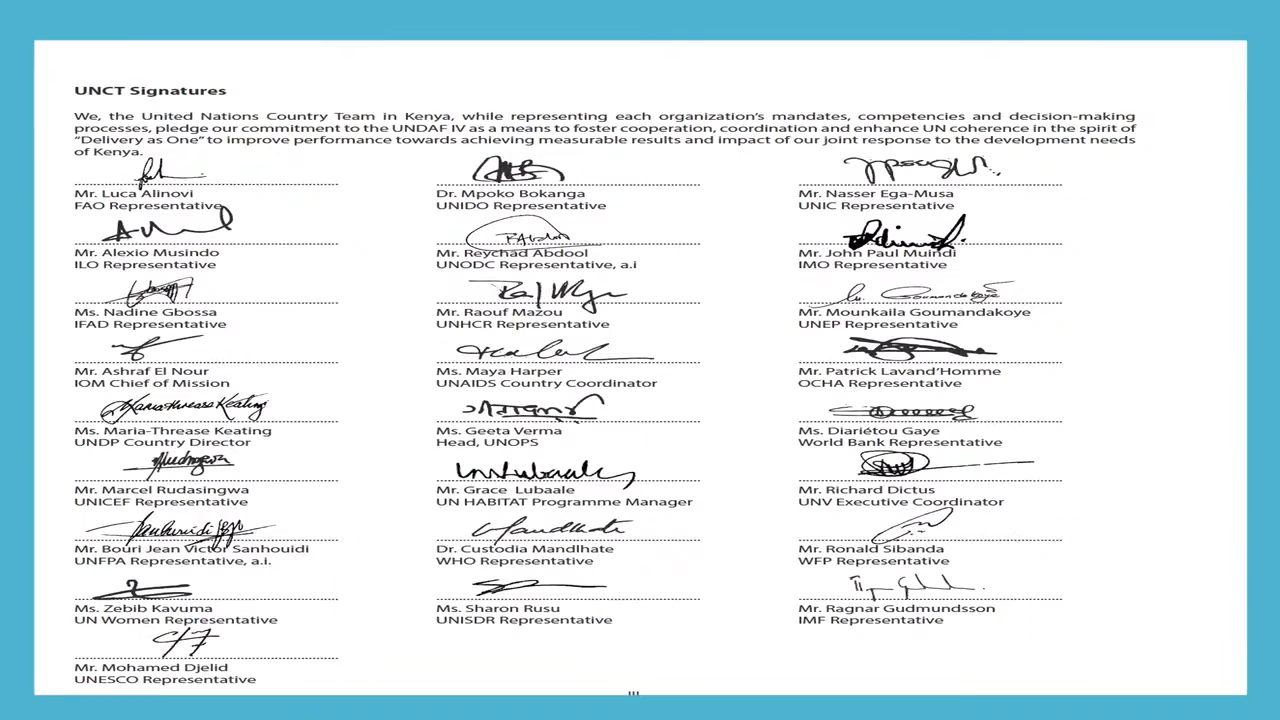 UNCT Signatures
We, the United Nations Country Team in Kenya, while representing each organization's mandates, competencies and decision-making
processes, pledge our commitment to the UNDAF IV as a means to foster cooperation, coordination and enhance UN coherence in the spirit of
“Delivery as One” to improve performance towards achieving measurable results and impact of our joint response to the development needs
of Kenya.
Mr. Luca Alinovi
FAO Representative
Dr. Mpoko Bokanga
UNIDO Representative
Mr. Nasser Ega-Musa
UNIC Representative
Mr. Alexio Musindo
ILO Representative
Mr. Reychad Abdool
UNODC Representative, a.i
Mr. John Paul Muindi
IMO Representative
Ms. Nadine Gbossa
IFAD Representative
Mr. Raouf Mazou
UNHCR Representative
Mr. Mounkaila Goumandakoye
UNEP Representative
Mr. Ashraf El Nour
IOM Chief of Mission
Ms. Maya Harper
UNAIDS Country Coordinator
Mr. Patrick Lavand'Homme
OCHA Representative
Maria-Threase Keating
Ms. Maria-Threase Keating
UNDP Country Director
Ms. Geeta Verma
Head, UNOPS
Ms. Diariétou Gaye
World Bank Representative
Mr. Marcel Rudasingwa
UNICEF Representative
Mr. Grace Lubaale
UN HABITAT Programme Manager
Mr. Richard Dictus
UNV Executive Coordinator
Mr. Bouri Jean Victor Sanhouidi
UNFPA Representative, a.i.
Dr. Custodia Mandlhate
WHO Representative
Mr. Ronald Sibanda
WFP Representative
Ms. Zebib Kavuma
UN Women Representative
Ms. Sharon Rusu
UNISDR Representative
Mr. Ragnar Gudmundsson
IMF Representative
Mr. Mohamed Djelid
UNESCO Representative
III